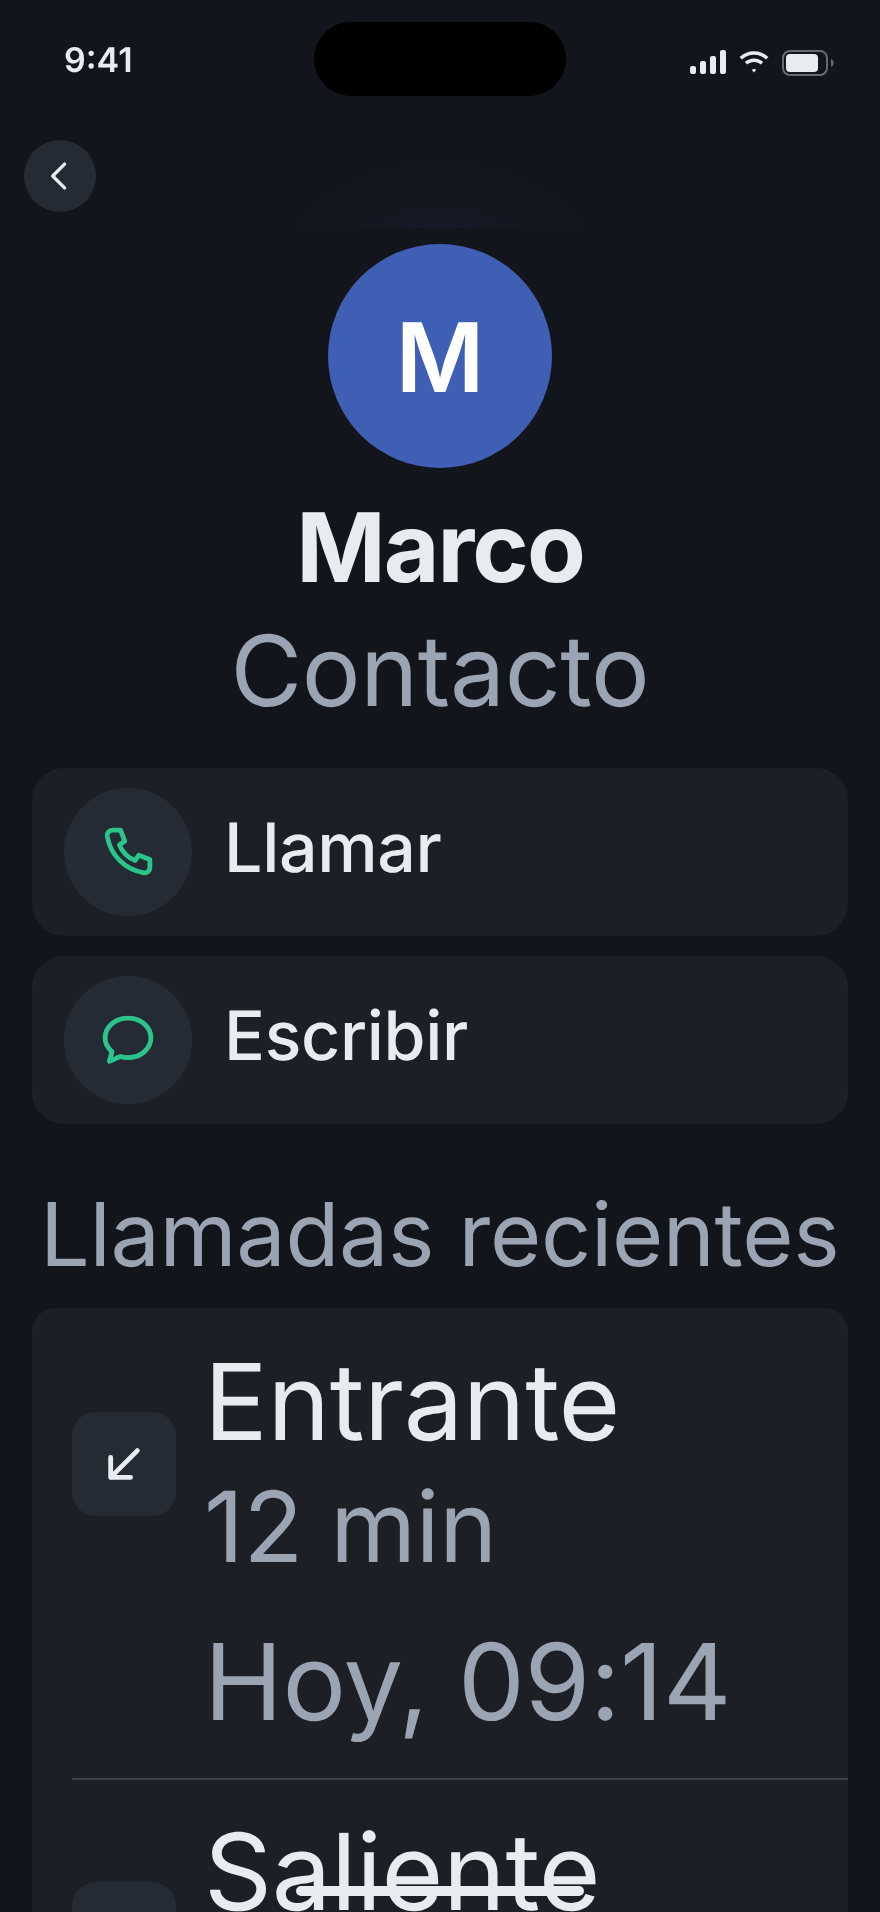 9:41
M
Marco
Contacto
Llamar
Escribir
Llamadas recientes
Entrante
12 min
Hoy, 09:14
Saliente